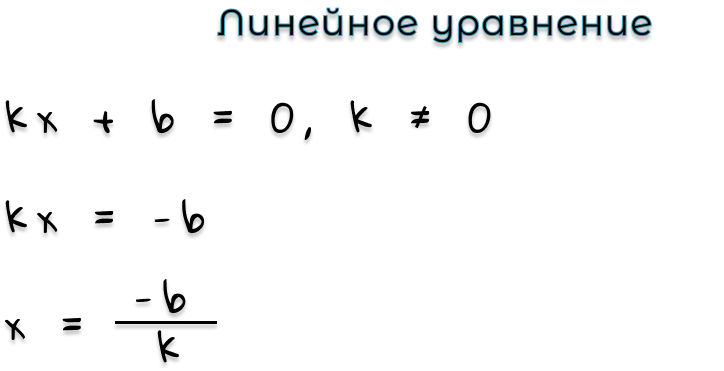 Линейное уравнение
kx + b = 0, k ≠ 0
kx = -b
x = -b/k